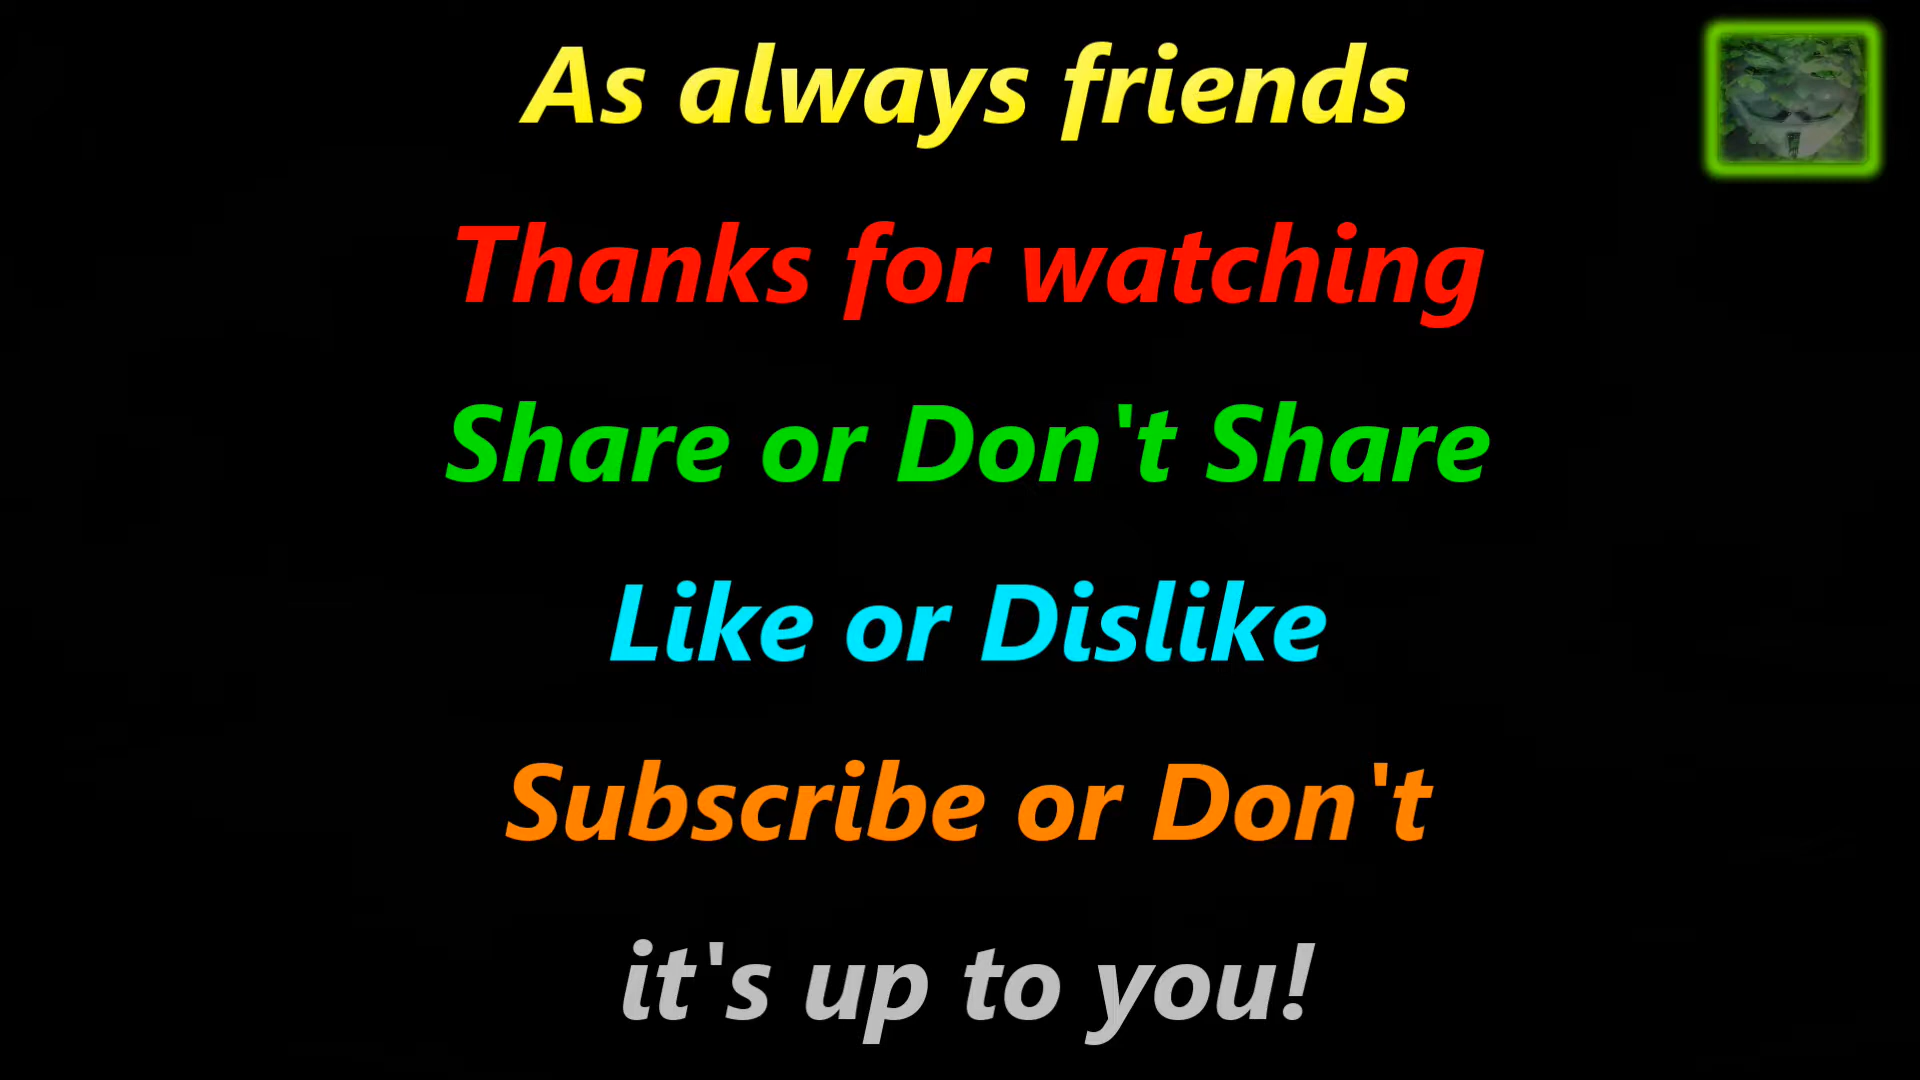 As always friends
Thanks for watching
Share or Don't Share
Like or Dislike
Subscribe or Don't
it's up to you!